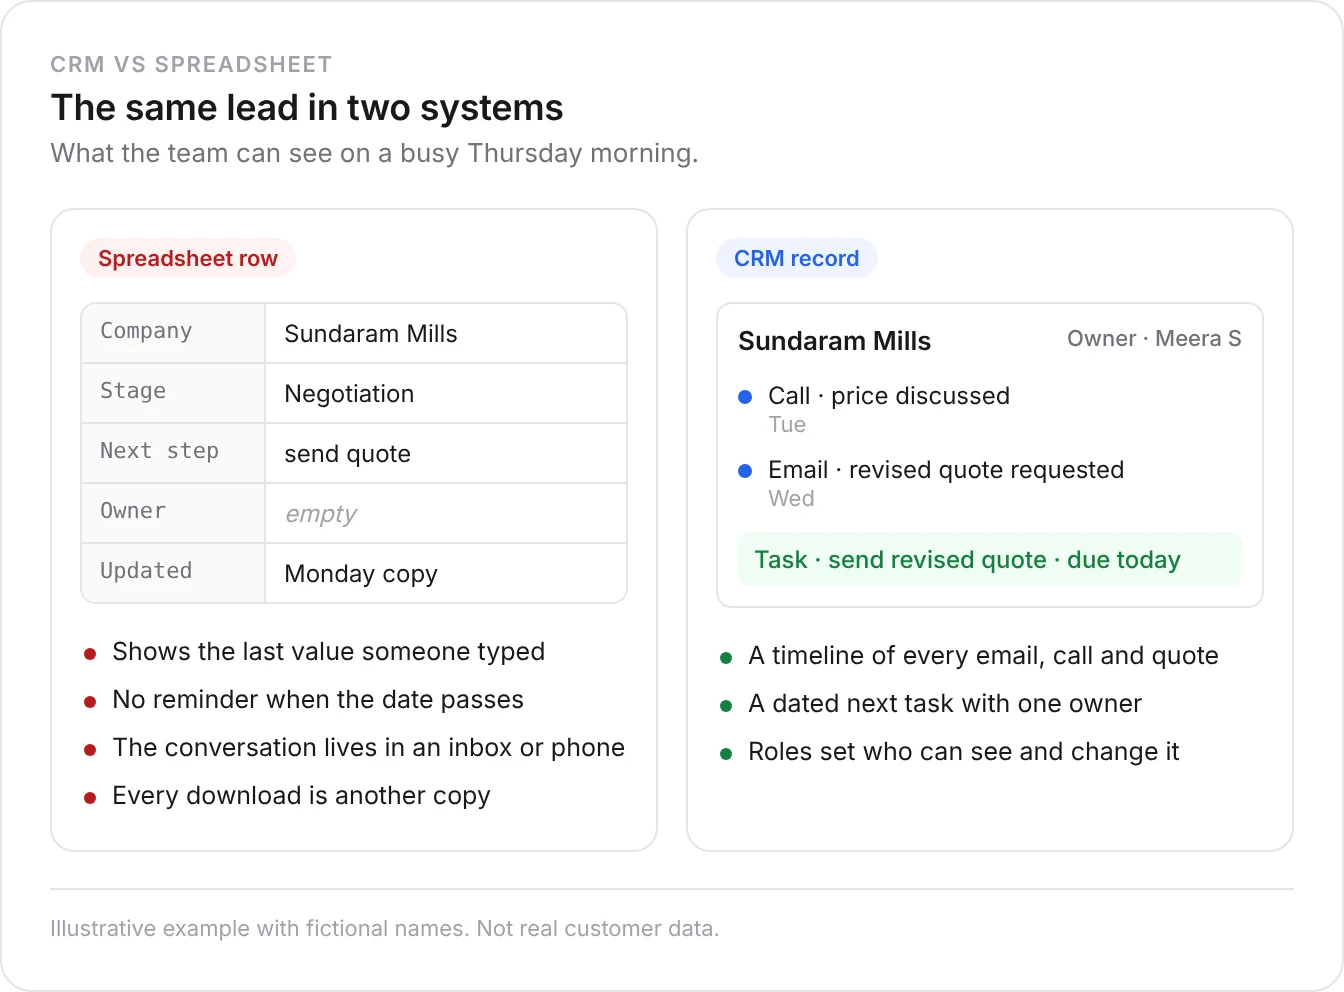 CRM VS SPREADSHEET
The same lead in two systems
What the team can see on a busy Thursday morning.
Spreadsheet row
Company Sundaram Mills
Stage Negotiation
Next step send quote
Owner empty
Updated Monday copy
Shows the last value someone typed
No reminder when the date passes
The conversation lives in an inbox or phone
Every download is another copy
CRM record
Sundaram Mills Owner · Meera S
Call · price discussed
Tue
Email · revised quote requested
Wed
Task · send revised quote · due today
A timeline of every email, call and quote
A dated next task with one owner
Roles set who can see and change it
Illustrative example with fictional names. Not real customer data.